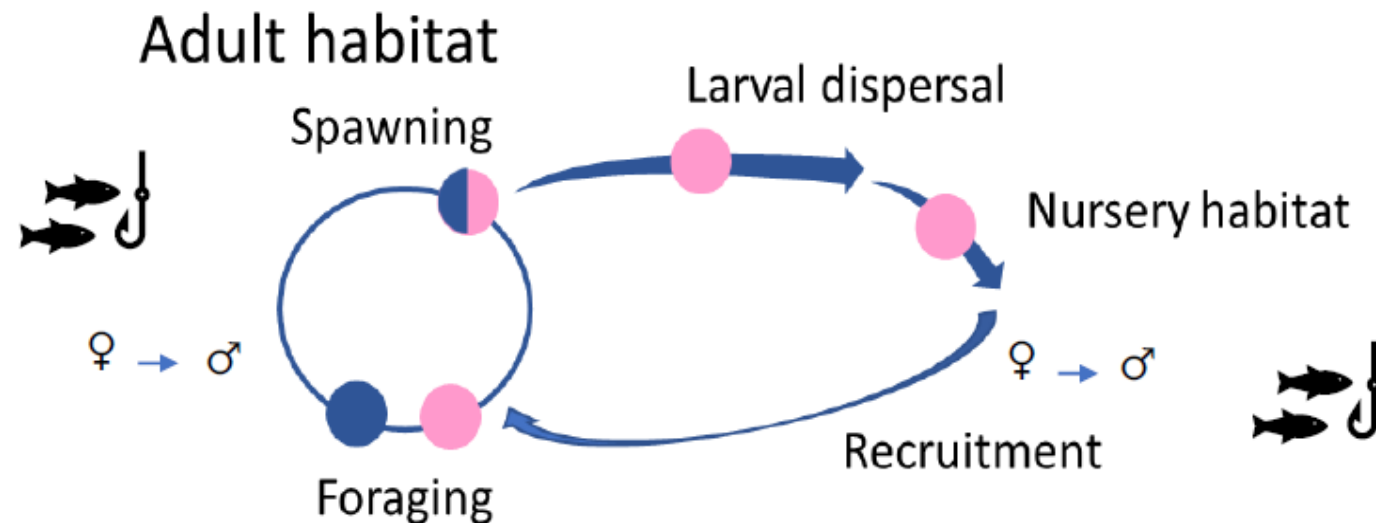 Adult habitat
Spawning
Larval dispersal
Nursery habitat
♀ → ♂
♀ → ♂
Recruitment
Foraging